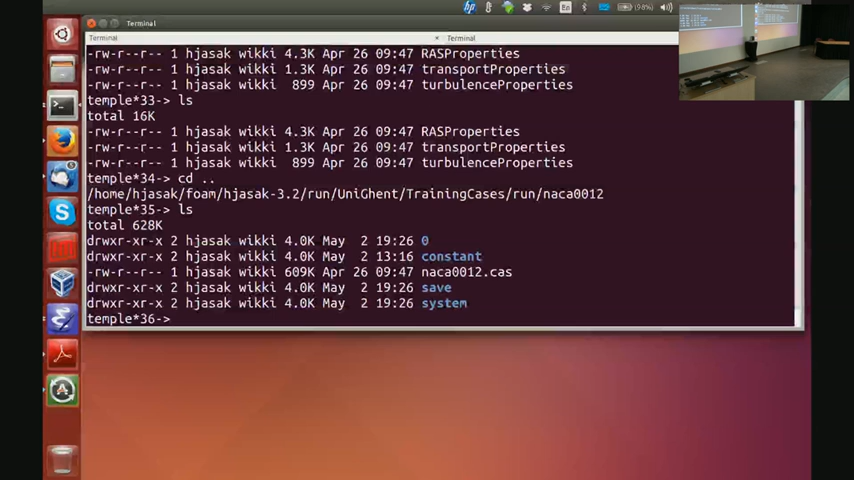 Terminal
En
(98%)
Terminal
Terminal
-rw-r--r-- 1 hjasak wikki 4.3K Apr 26 09:47 RASProperties
-rw-r--r-- 1 hjasak wikki 1.3K Apr 26 09:47 transportProperties
-rw-r--r-- 1 hjasak wikki  899 Apr 26 09:47 turbulenceProperties
temple*33-> ls
total 16K
-rw-r--r-- 1 hjasak wikki 4.3K Apr 26 09:47 RASProperties
-rw-r--r-- 1 hjasak wikki 1.3K Apr 26 09:47 transportProperties
-rw-r--r-- 1 hjasak wikki  899 Apr 26 09:47 turbulenceProperties
temple*34-> cd ..
/home/hjasak/foam/hjasak-3.2/run/UniGhent/TrainingCases/run/naca0012
temple*35-> ls
total 628K
drwxr-xr-x 2 hjasak wikki 4.0K May  2 19:26 0
drwxr-xr-x 2 hjasak wikki 4.0K May  2 13:16 constant
-rw-r--r-- 1 hjasak wikki 609K Apr 26 09:47 naca0012.cas
drwxr-xr-x 2 hjasak wikki 4.0K May  2 19:26 save
drwxr-xr-x 2 hjasak wikki 4.0K May  2 19:26 system
temple*36->